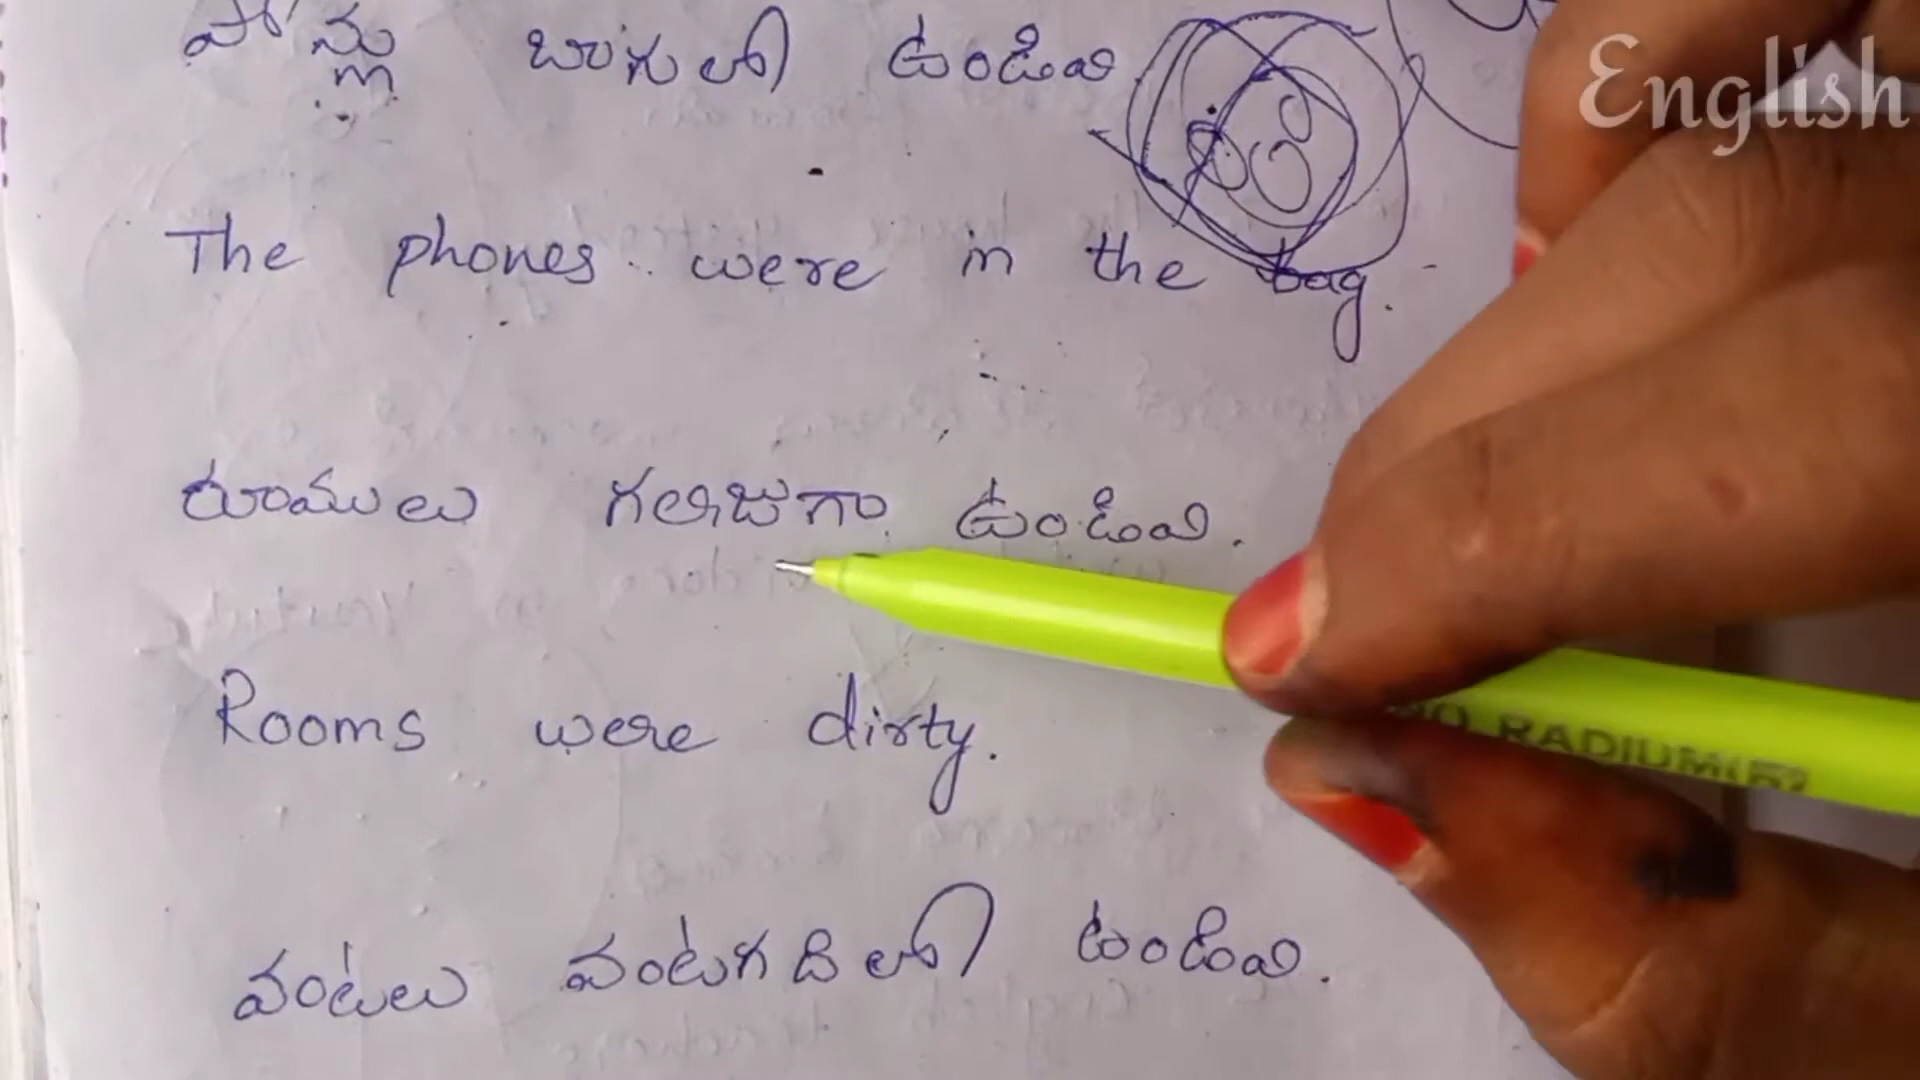 English
ఫోన్లు బాగులో ఉండేవి
The phones were in the bag.
రూములు గలిజుగా ఉండేవి.
Rooms were dirty.
వంటలు వంటగదిలో ఉండేవి.